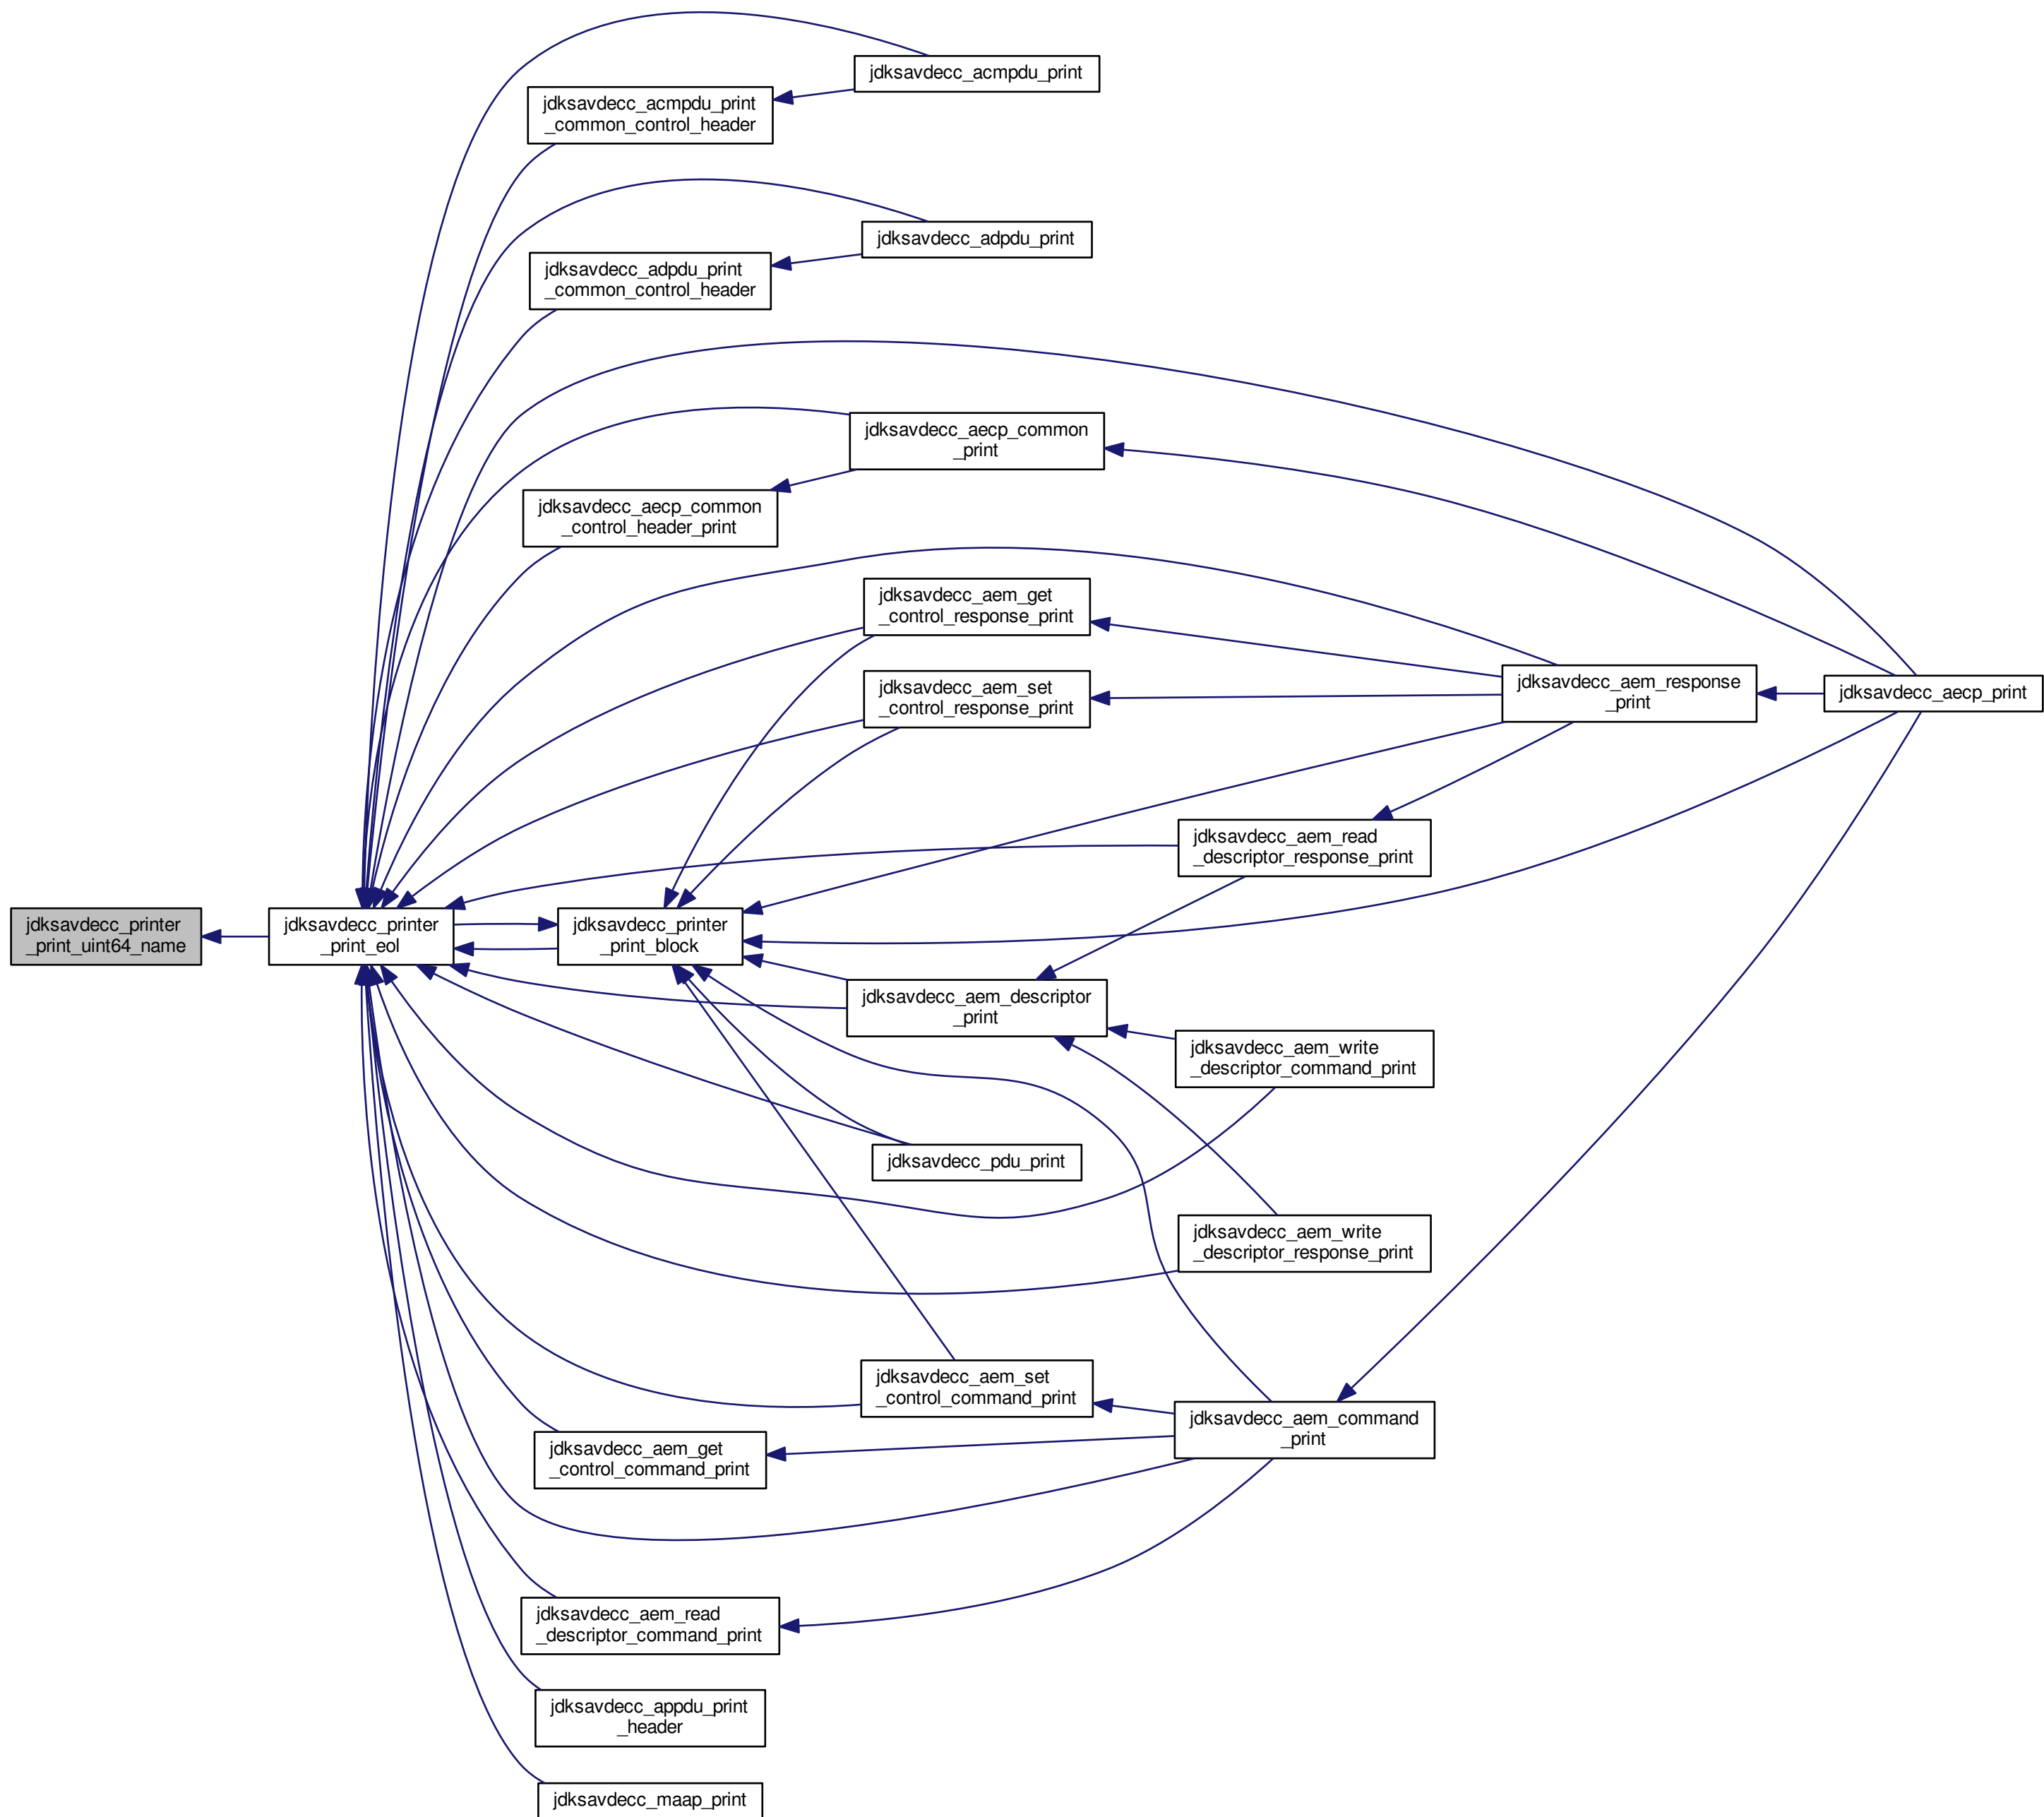 jdksavdecc_acmpdu_print
jdksavdecc_acmpdu_print
_common_control_header
jdksavdecc_adpdu_print
jdksavdecc_adpdu_print
_common_control_header
jdksavdecc_aecp_common
_print
jdksavdecc_aecp_common
_control_header_print
jdksavdecc_aem_get
_control_response_print
jdksavdecc_aem_set
_control_response_print
jdksavdecc_aem_response
_print
jdksavdecc_aecp_print
jdksavdecc_aem_read
_descriptor_response_print
jdksavdecc_printer
_print_uint64_name
jdksavdecc_printer
_print_eol
jdksavdecc_printer
_print_block
jdksavdecc_aem_descriptor
_print
jdksavdecc_aem_write
_descriptor_command_print
jdksavdecc_pdu_print
jdksavdecc_aem_write
_descriptor_response_print
jdksavdecc_aem_set
_control_command_print
jdksavdecc_aem_command
_print
jdksavdecc_aem_get
_control_command_print
jdksavdecc_aem_read
_descriptor_command_print
jdksavdecc_appdu_print
_header
jdksavdecc_maap_print